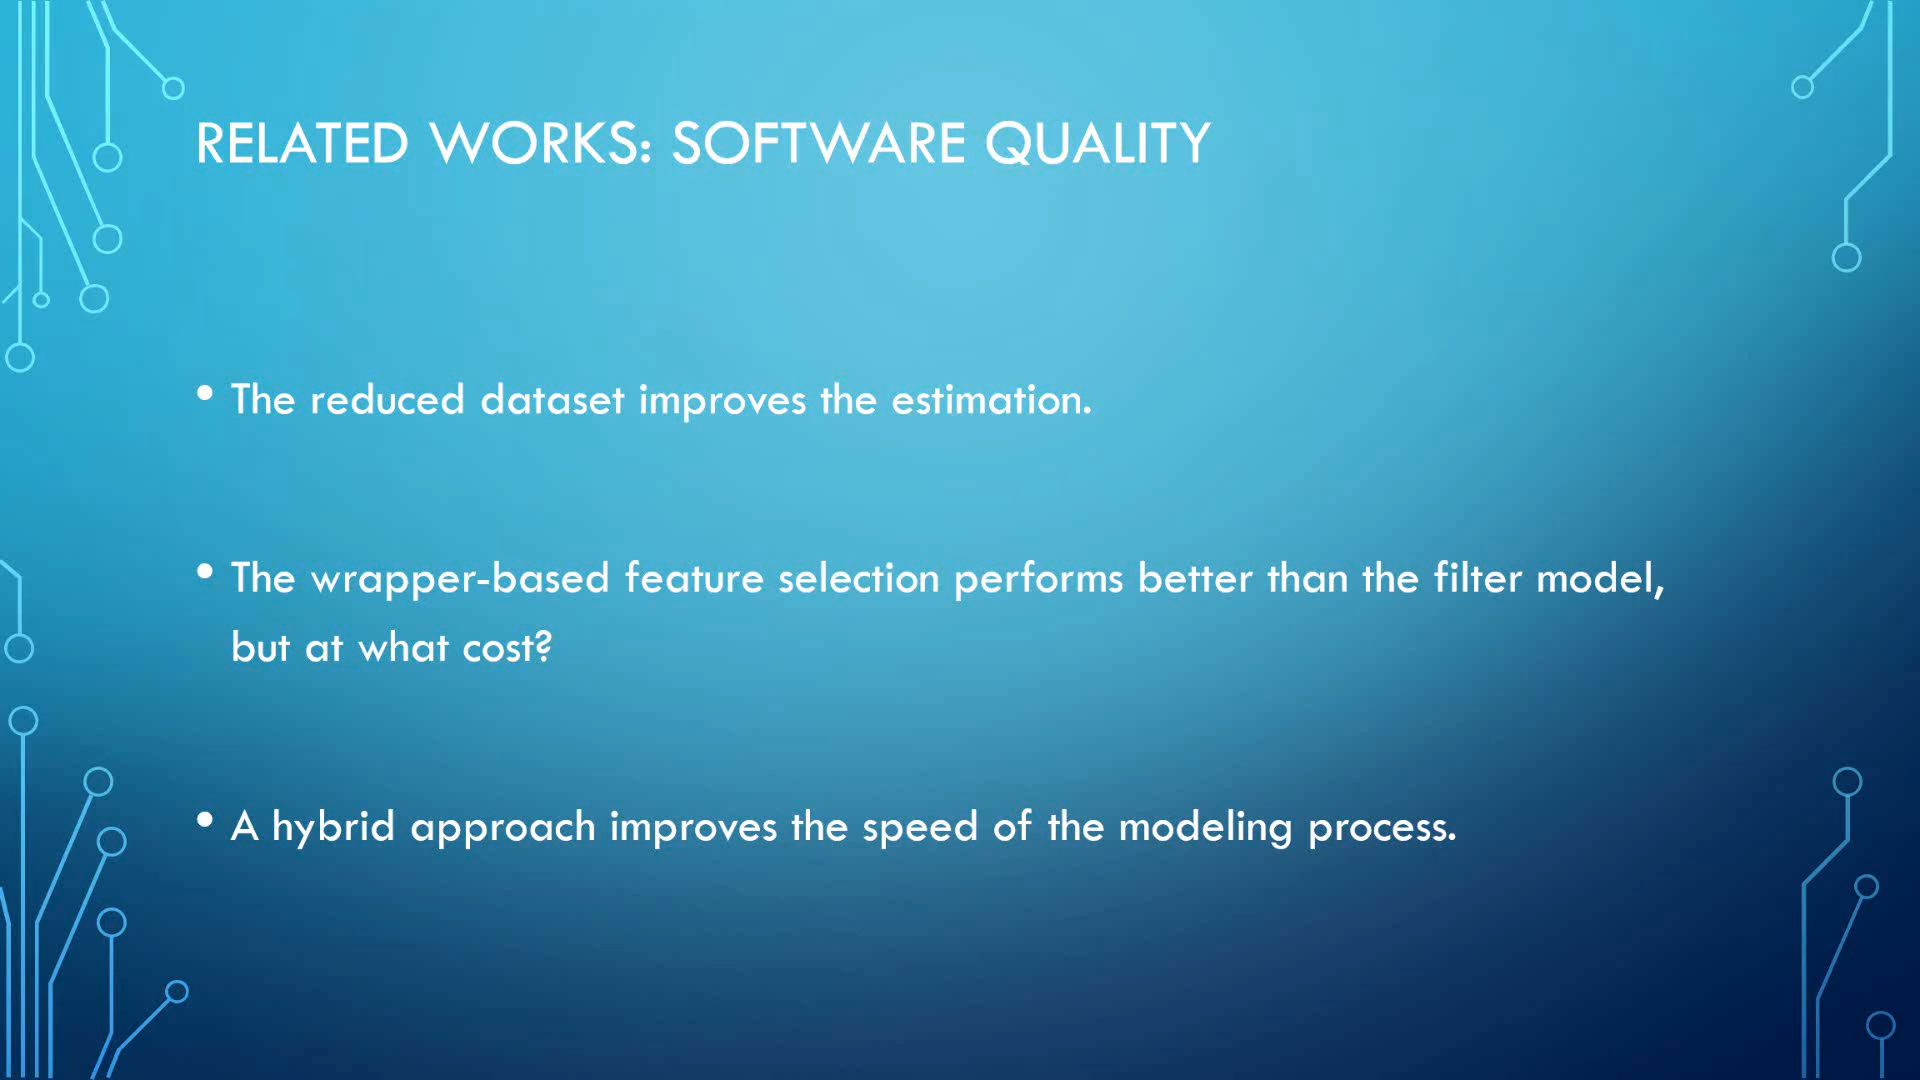 RELATED WORKS: SOFTWARE QUALITY
• The reduced dataset improves the estimation.
• The wrapper-based feature selection performs better than the filter model,
but at what cost?
• A hybrid approach improves the speed of the modeling process.